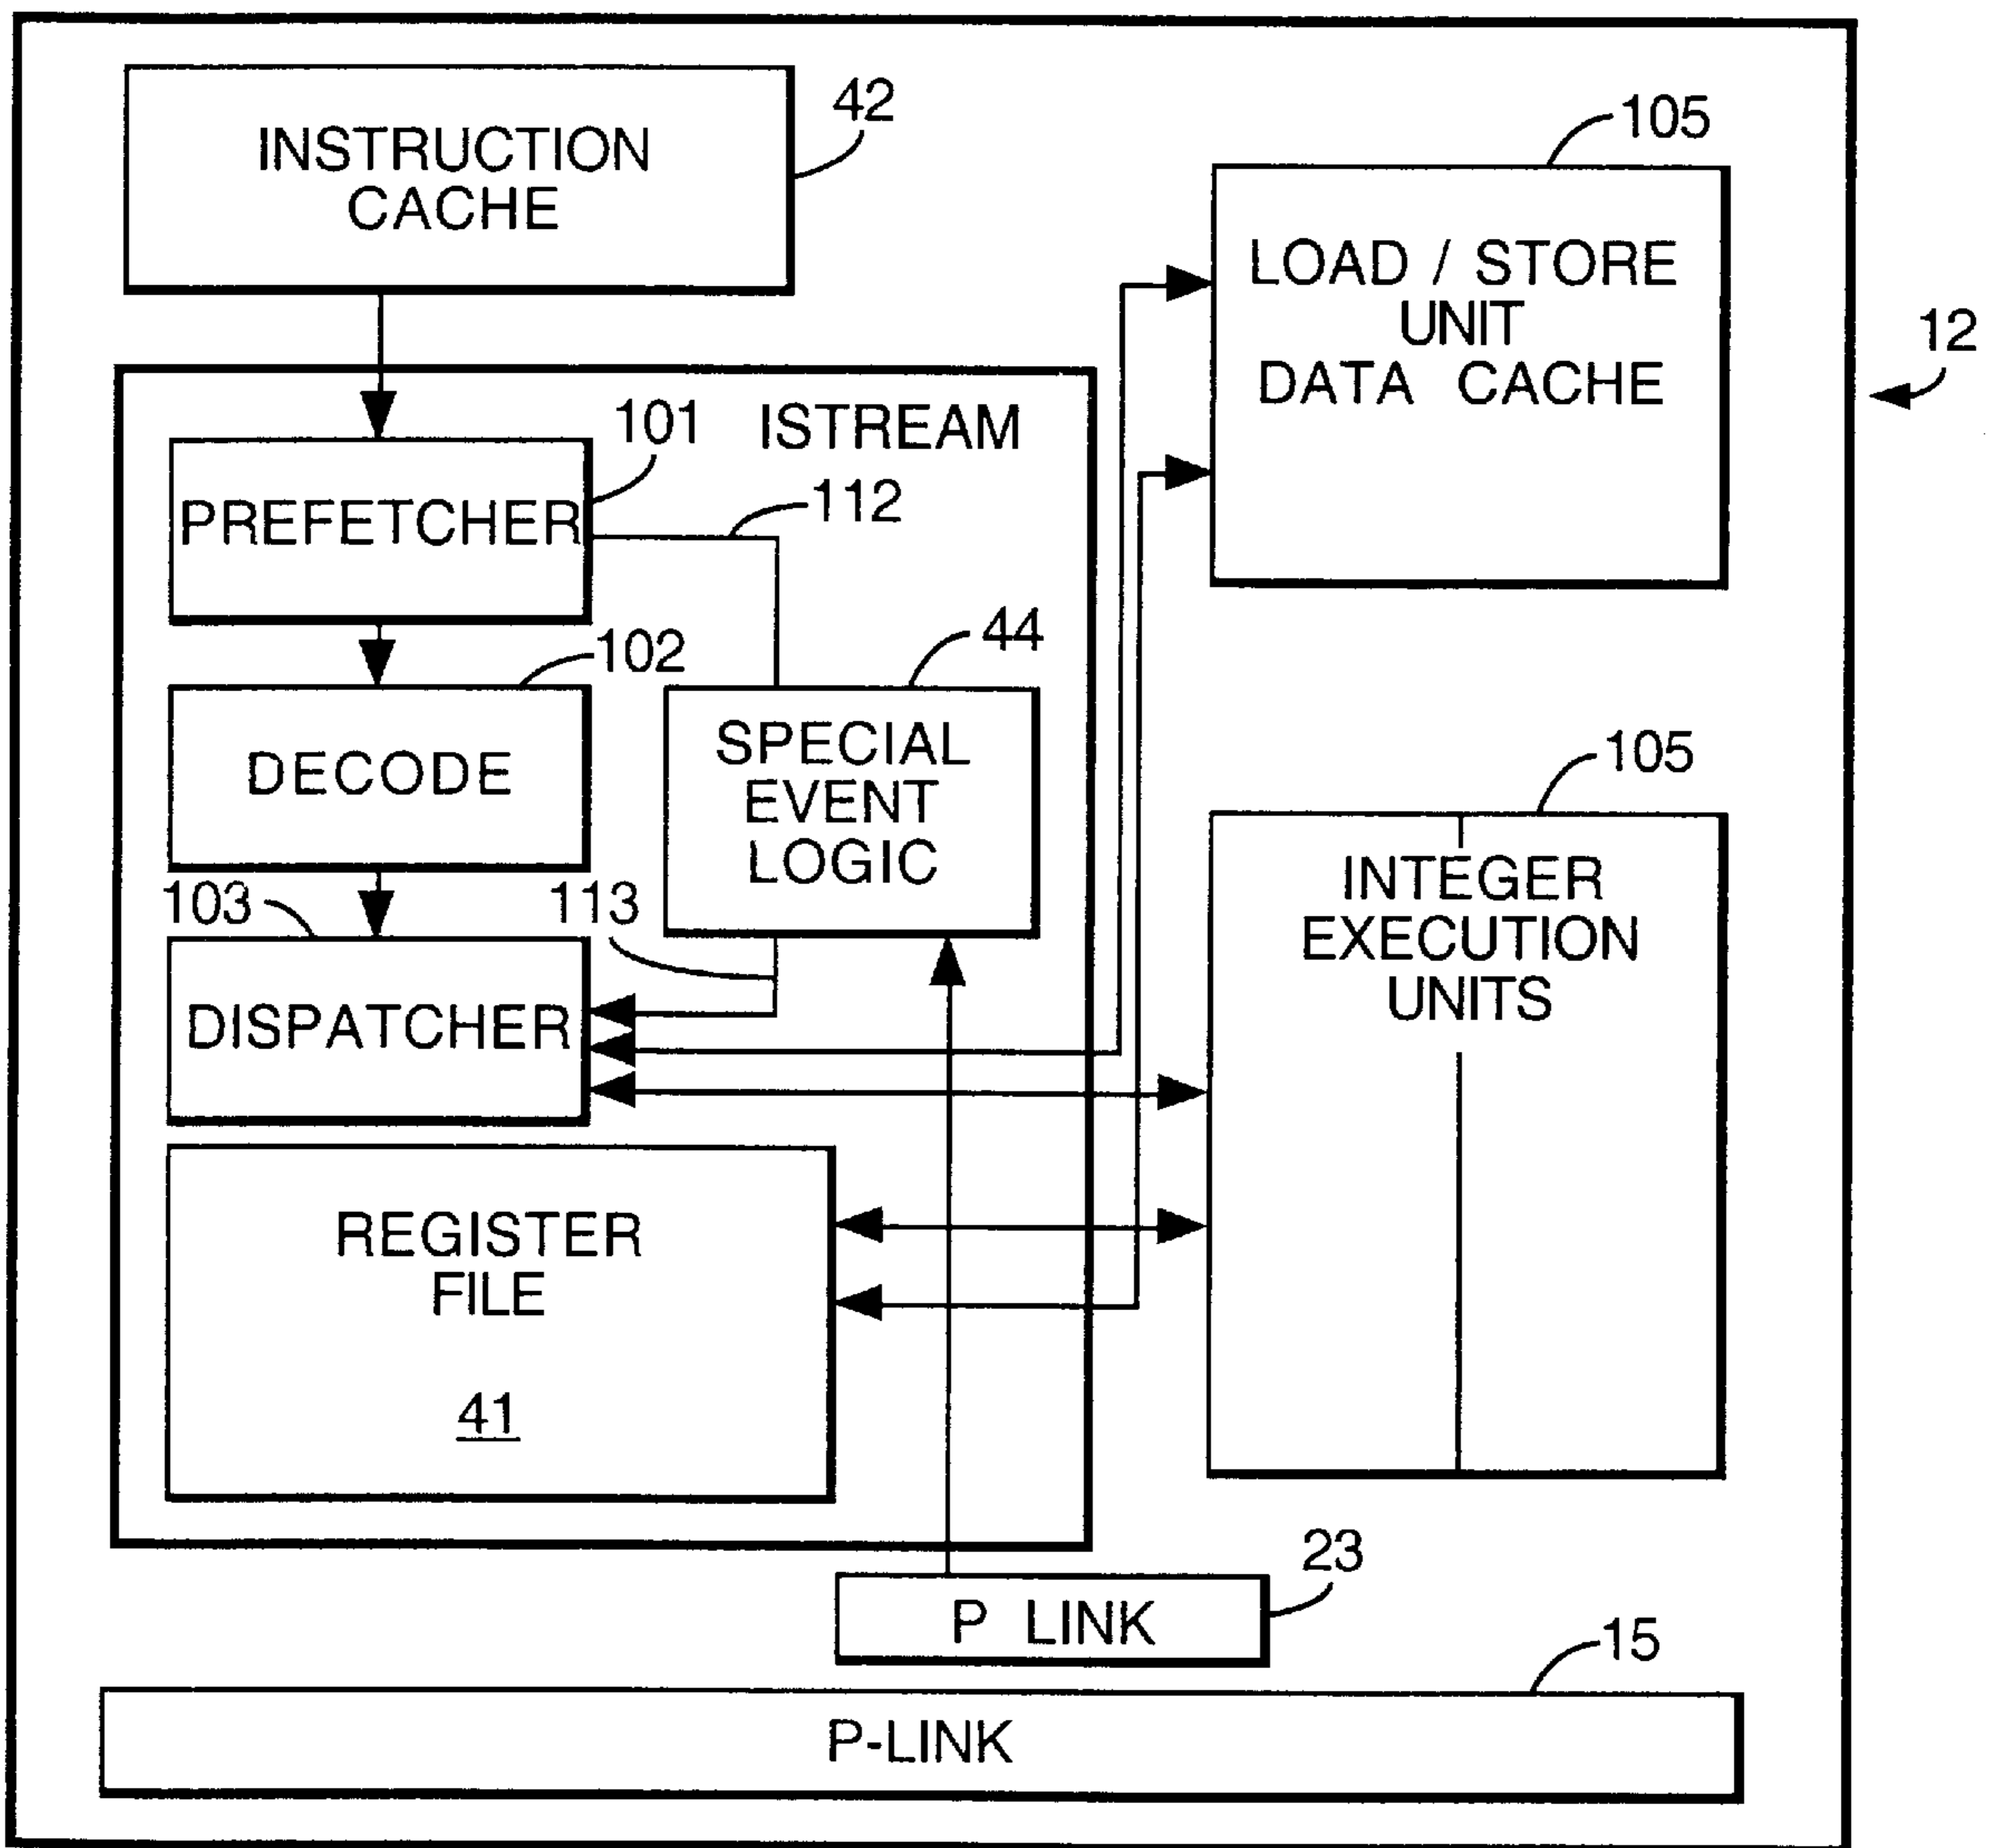 INSTRUCTION
CACHE
42
105
LOAD / STORE
UNIT
DATA CACHE
12
ISTREAM
101
PREFETCHER
112
102
44
DECODE
SPECIAL
EVENT
LOGIC
105
INTEGER
EXECUTION
UNITS
103
113
DISPATCHER
REGISTER
FILE
41
23
P LINK
15
P-LINK